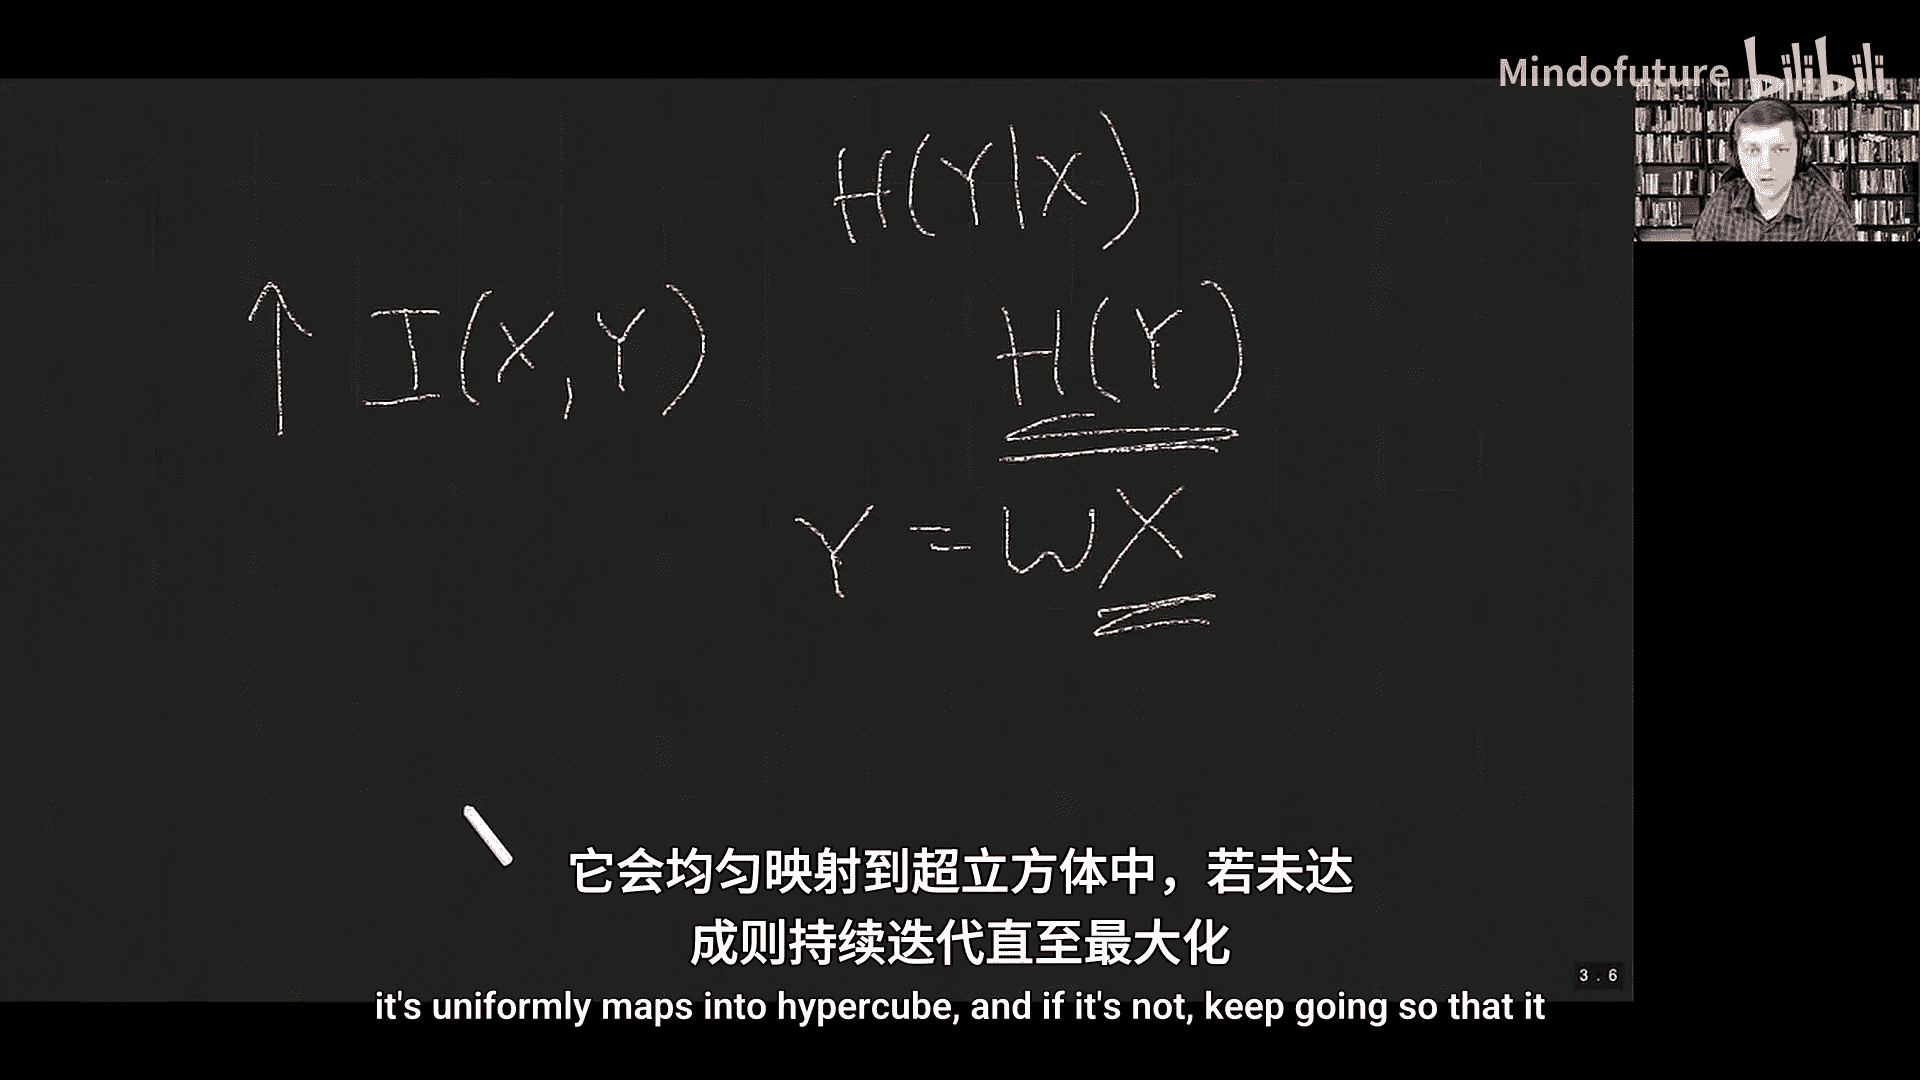 Mindofuture bilibili
H(Y|X)
↑ I(X,Y)
H(Y)
Y = WX
3.6
它会均匀映射到超立方体中，若未达
成则持续迭代直至最大化
it's uniformly maps into hypercube, and if it's not, keep going so that it